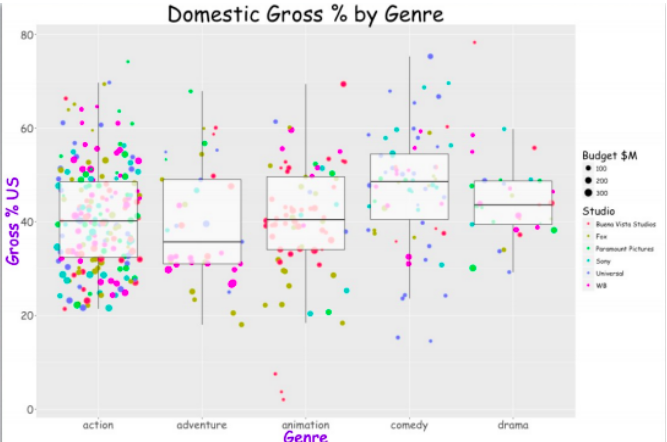 Domestic Gross % by Genre
80
60
40
20
0
Gross % US
action adventure animation comedy drama
Genre
Budget $M
100
200
300
Studio
Buena Vista Studios
Fox
Paramount Pictures
Sony
Universal
WB